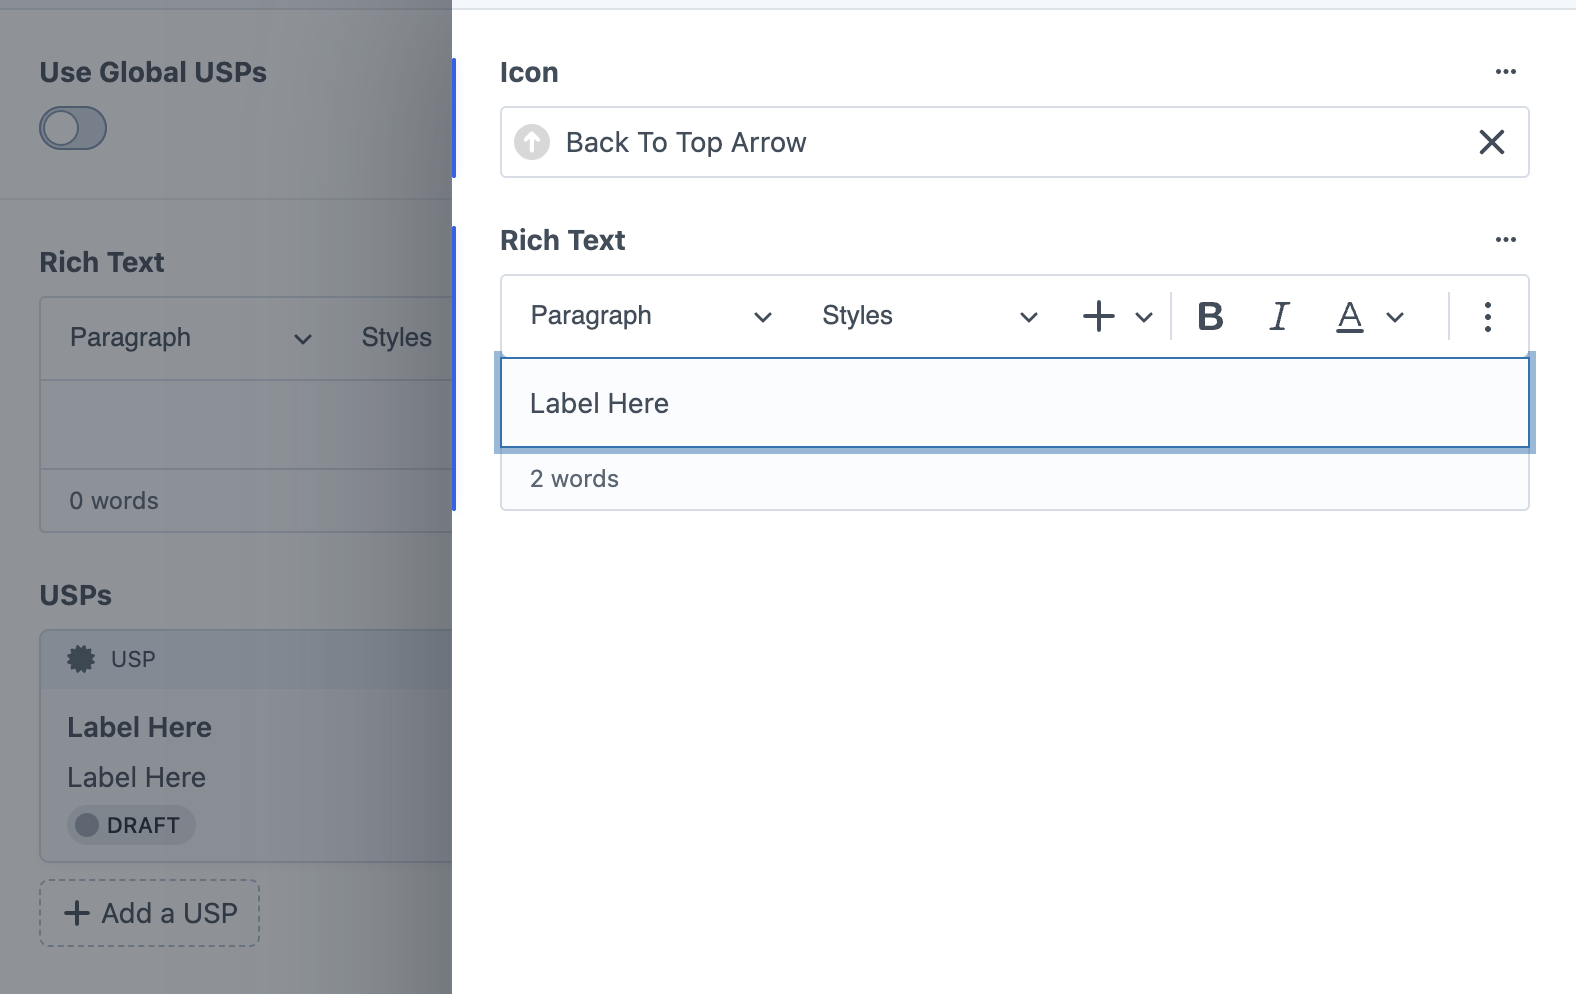 Use Global USPs
Rich Text
Paragraph
Styles
0 words
USPs
USP
Label Here
Label Here
DRAFT
Add a USP
Icon
Back To Top Arrow
Rich Text
Paragraph
Styles
B
I
A
Label Here
2 words